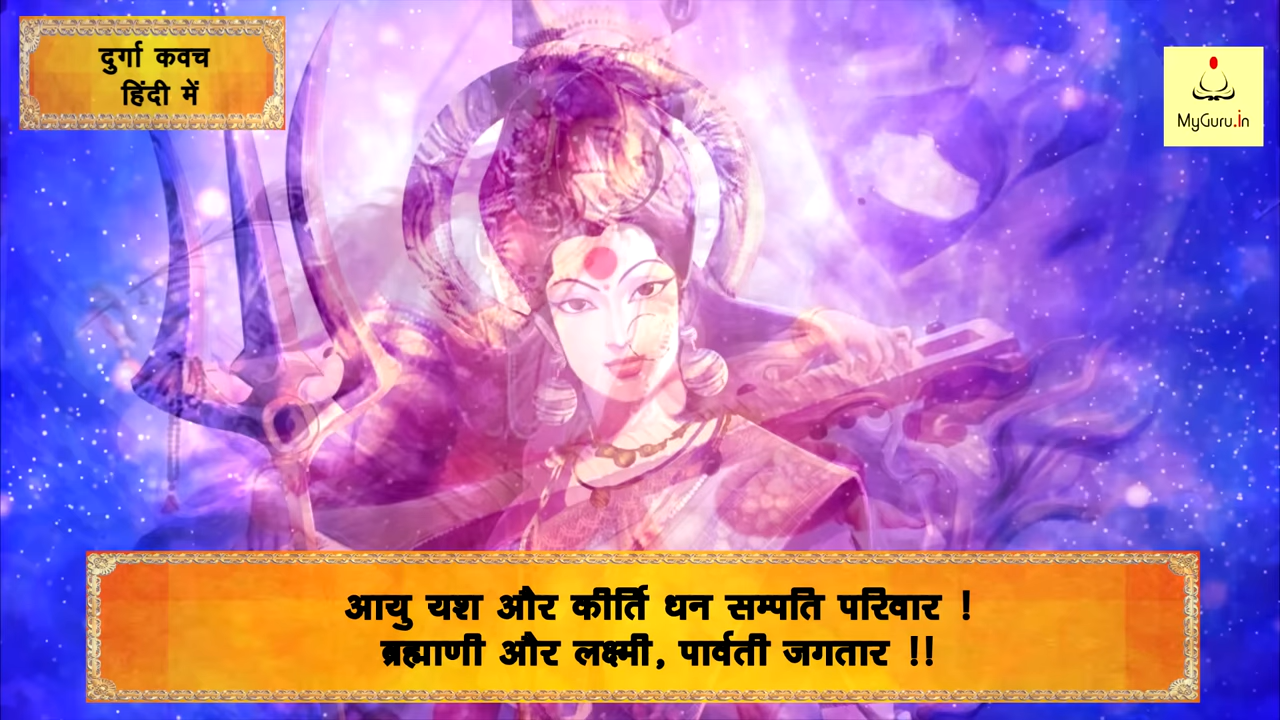 दुर्गा कवच
हिंदी में
MyGuru.in
आयु यश और कीर्ति धन सम्पति परिवार !
ब्रह्माणी और लक्ष्मी, पार्वती जगतार !!